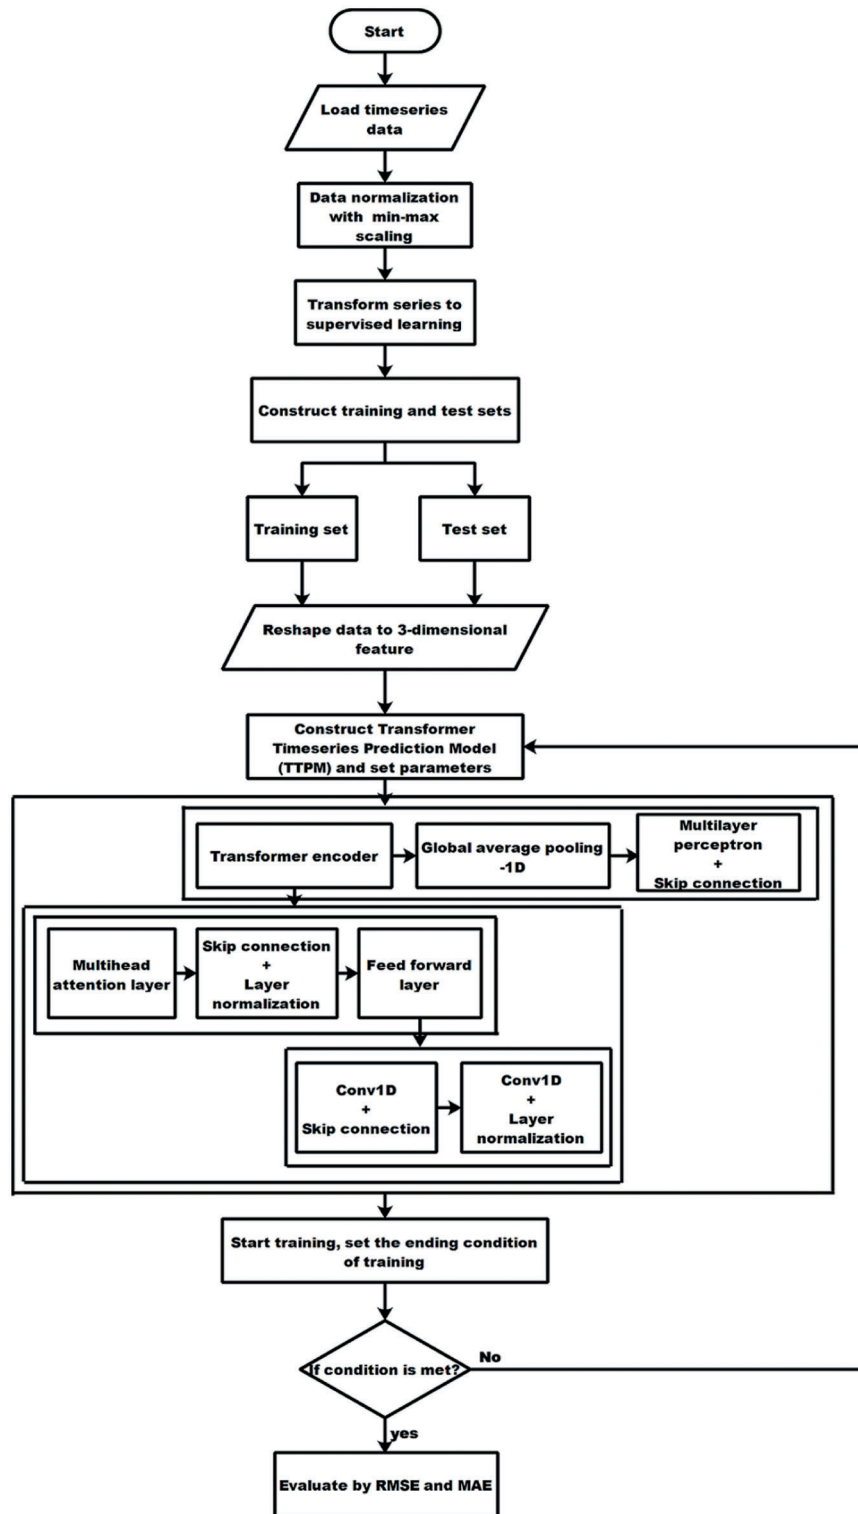 Start
Load timeseries
data
Data normalization
with min-max
scaling
Transform series to
supervised learning
Construct training and test sets
Training set
Test set
Reshape data to 3-dimensional
feature
Construct Transformer
Timeseries Prediction Model
(TTPM) and set parameters
Transformer encoder
Global average pooling
-1D
Multilayer
perceptron
+
Skip connection
Multihead
attention layer
Skip connection
+
Layer
normalization
Feed forward
layer
Conv1D
+
Skip connection
Conv1D
+
Layer
normalization
Start training, set the ending condition
of training
If condition is met?
No
yes
Evaluate by RMSE and MAE